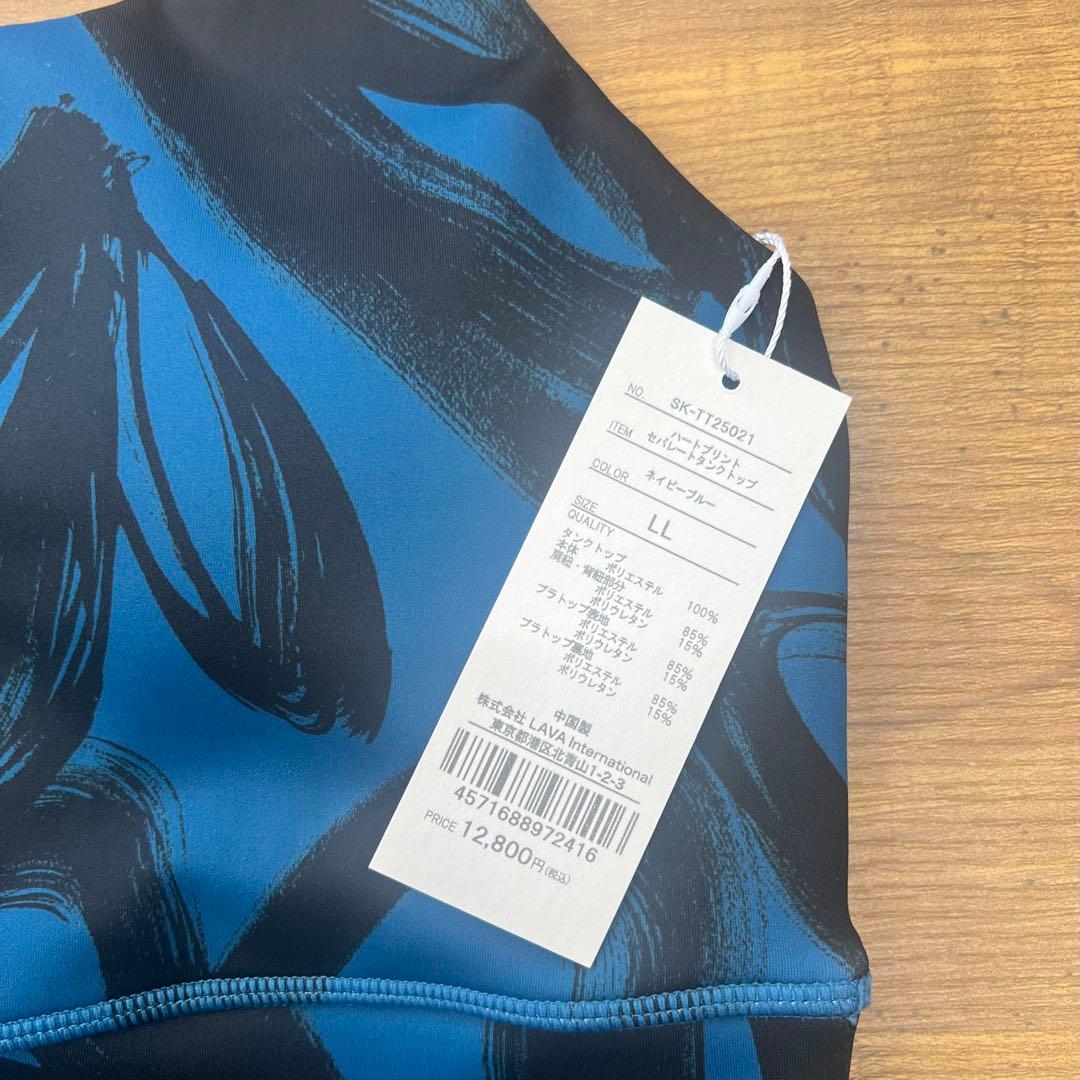 NO. SK-TT25021
ITEM ハートプリント
セパレートタンクトップ
COLOR ネイビーブルー
SIZE LL
QUALITY
タンクトップ
本体 ポリエステル 100%
肩紐・背紐部分
ポリエステル 85%
ポリウレタン 15%
ブラトップ表地
ポリエステル 85%
ポリウレタン 15%
ブラトップ裏地
ポリエステル 85%
ポリウレタン 15%
中国製
株式会社 LAVA International
東京都港区北青山1-2-3
4571688972416
PRICE 12,800円(税込)